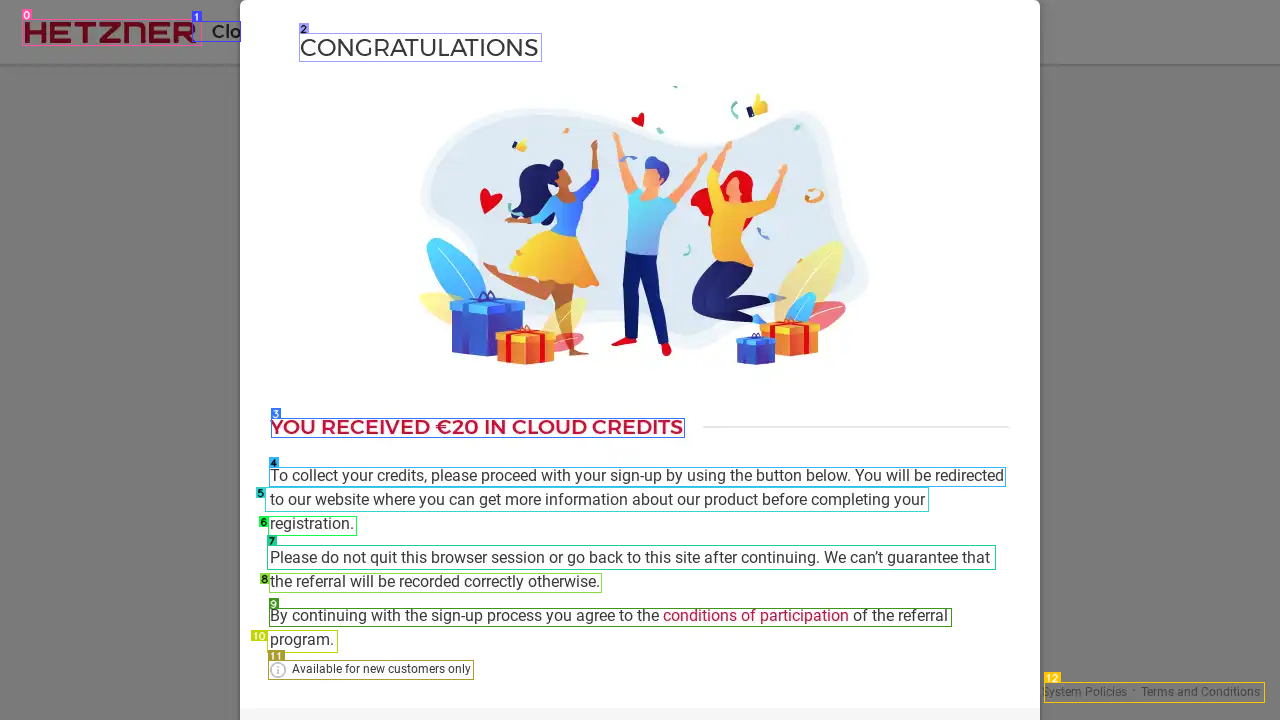 HETZNER Clo
CONGRATULATIONS
YOU RECEIVED €20 IN CLOUD CREDITS
To collect your credits, please proceed with your sign-up by using the button below. You will be redirected
to our website where you can get more information about our product before completing your
registration.
Please do not quit this browser session or go back to this site after continuing. We can’t guarantee that
the referral will be recorded correctly otherwise.
By continuing with the sign-up process you agree to the conditions of participation of the referral
program.
Available for new customers only
System Policies · Terms and Conditions
0
1
2
3
4
5
6
7
8
9
10
11
12